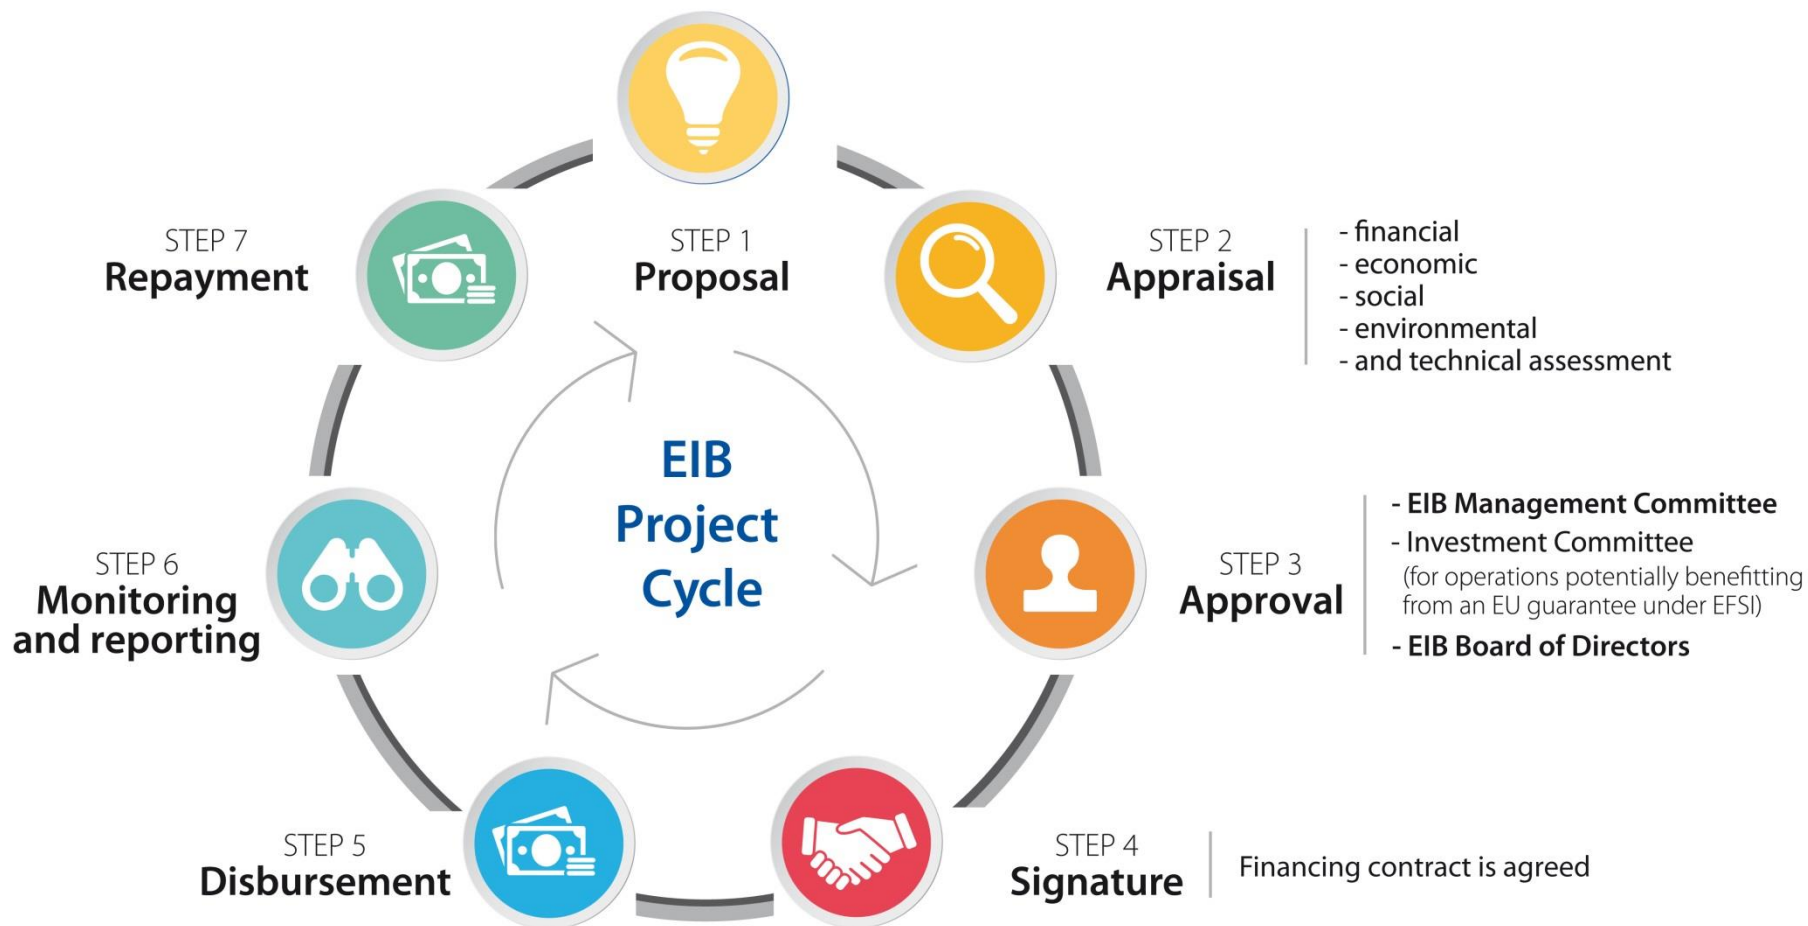 STEP 1
Proposal
STEP 2
Appraisal
- financial
- economic
- social
- environmental
- and technical assessment
STEP 3
Approval
- EIB Management Committee
- Investment Committee
(for operations potentially benefitting
from an EU guarantee under EFSI)
- EIB Board of Directors
STEP 4
Signature
Financing contract is agreed
STEP 5
Disbursement
STEP 6
Monitoring
and reporting
STEP 7
Repayment
EIB
Project
Cycle